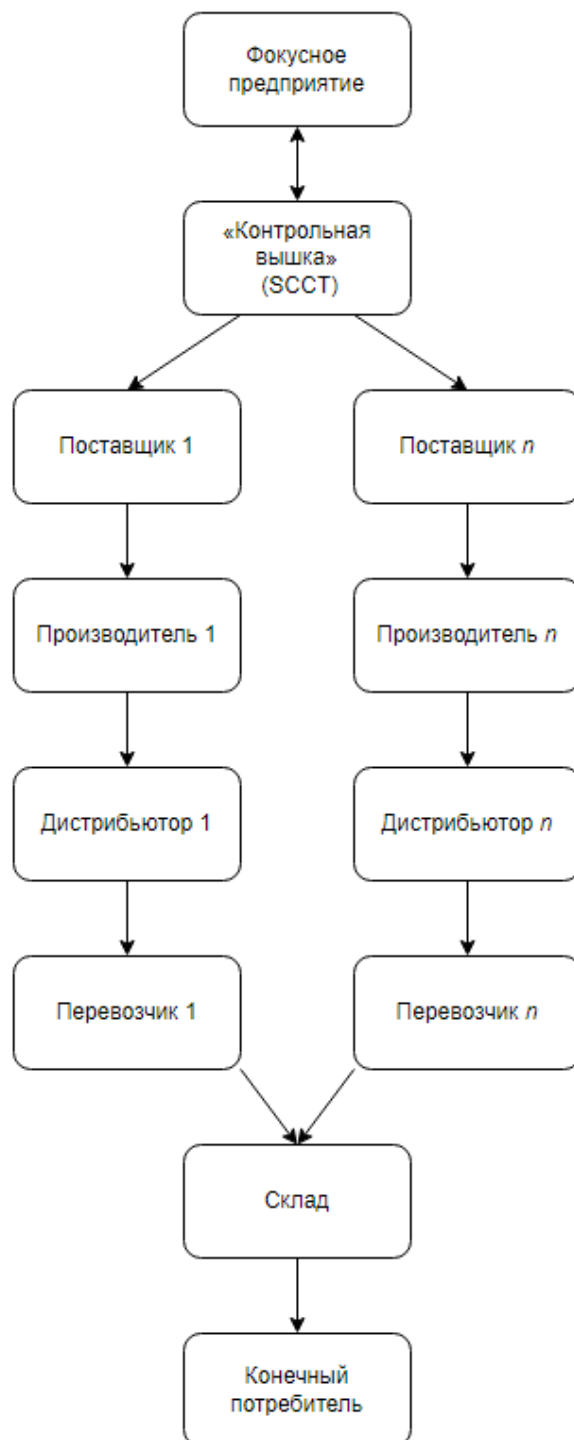 Фокусное
предприятие
«Контрольная
вышка»
(SCCT)
Поставщик 1
Поставщик n
Производитель 1
Производитель n
Дистрибьютор 1
Дистрибьютор n
Перевозчик 1
Перевозчик n
Склад
Конечный
потребитель